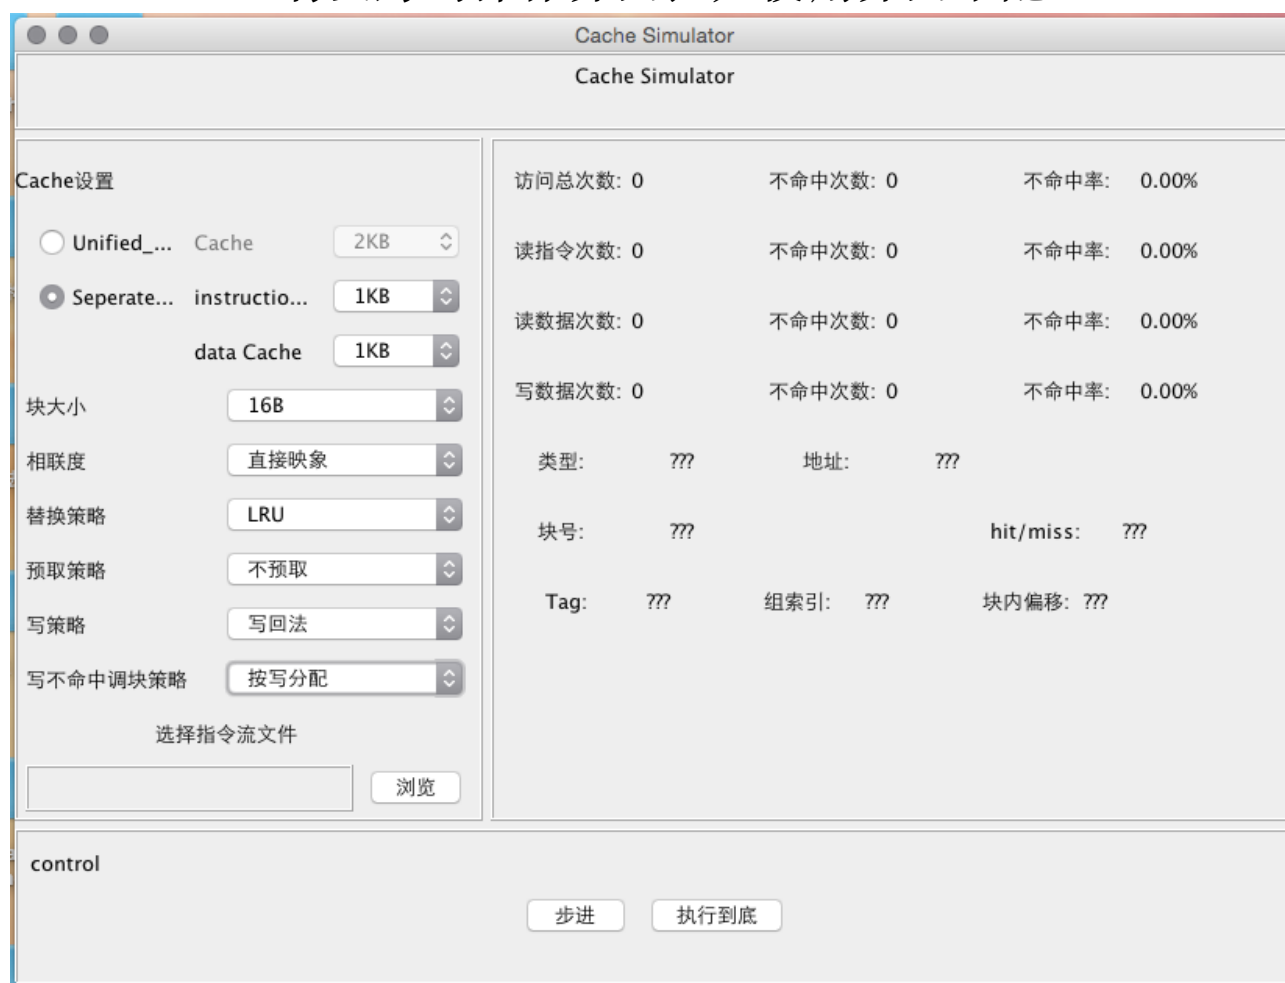 Cache Simulator
Cache Simulator
Cache设置
Unified_... Cache 2KB
Seperate... instructio... 1KB
data Cache 1KB
块大小 16B
相联度 直接映象
替换策略 LRU
预取策略 不预取
写策略 写回法
写不命中调块策略 按写分配
选择指令流文件
浏览
访问总次数: 0 不命中次数: 0 不命中率: 0.00%
读指令次数: 0 不命中次数: 0 不命中率: 0.00%
读数据次数: 0 不命中次数: 0 不命中率: 0.00%
写数据次数: 0 不命中次数: 0 不命中率: 0.00%
类型: ??? 地址: ???
块号: ??? hit/miss: ???
Tag: ??? 组索引: ??? 块内偏移: ???
control
步进 执行到底